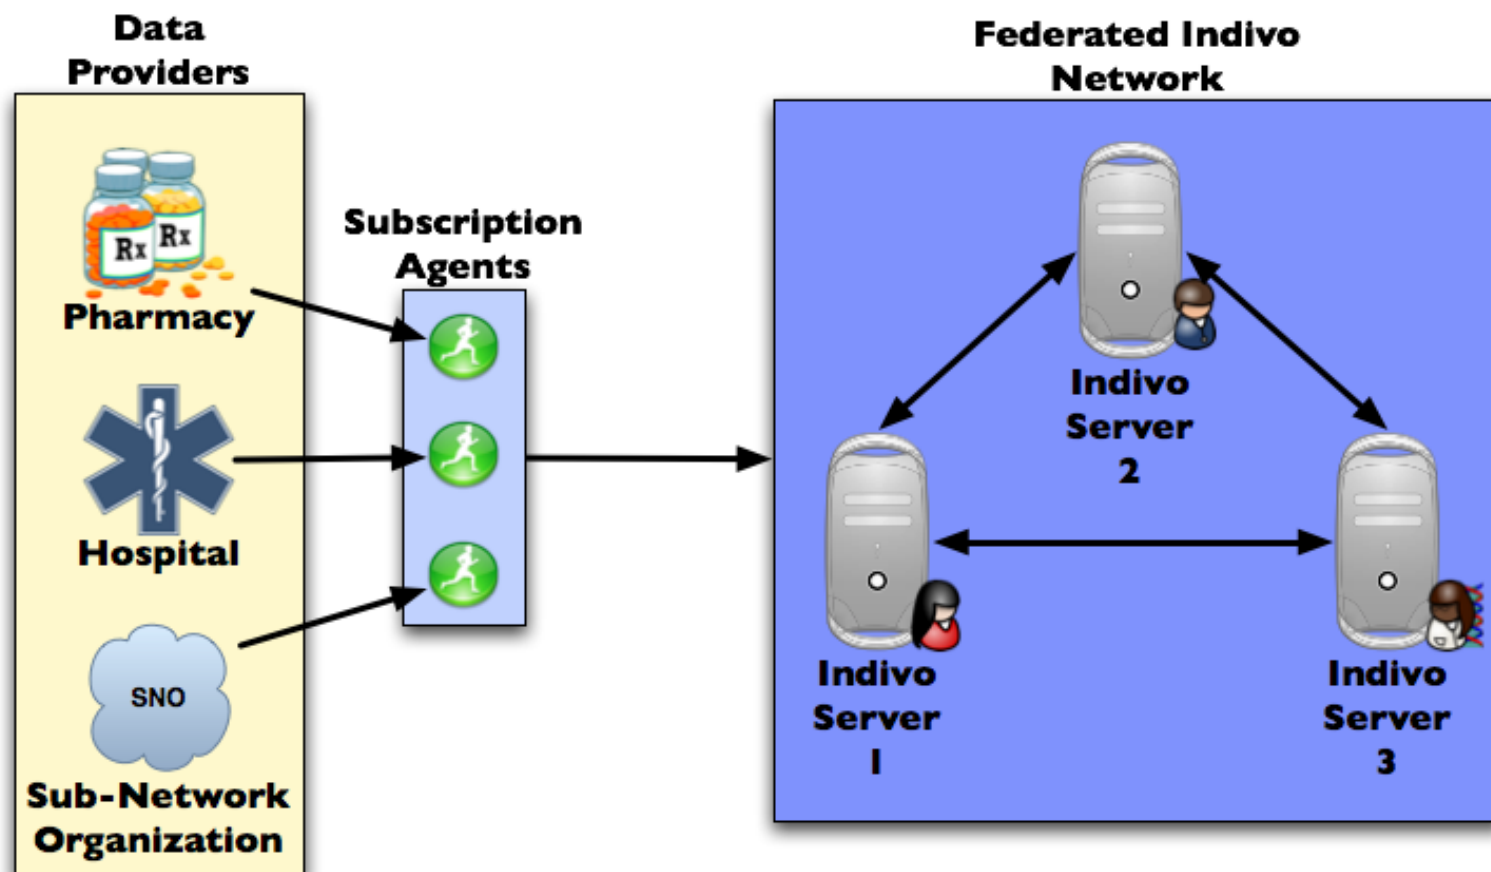 Data
Providers
Rx
Rx
Pharmacy
Hospital
SNO
Sub-Network
Organization
Subscription
Agents
Federated Indivo
Network
Indivo
Server
2
Indivo
Server
1
Indivo
Server
3